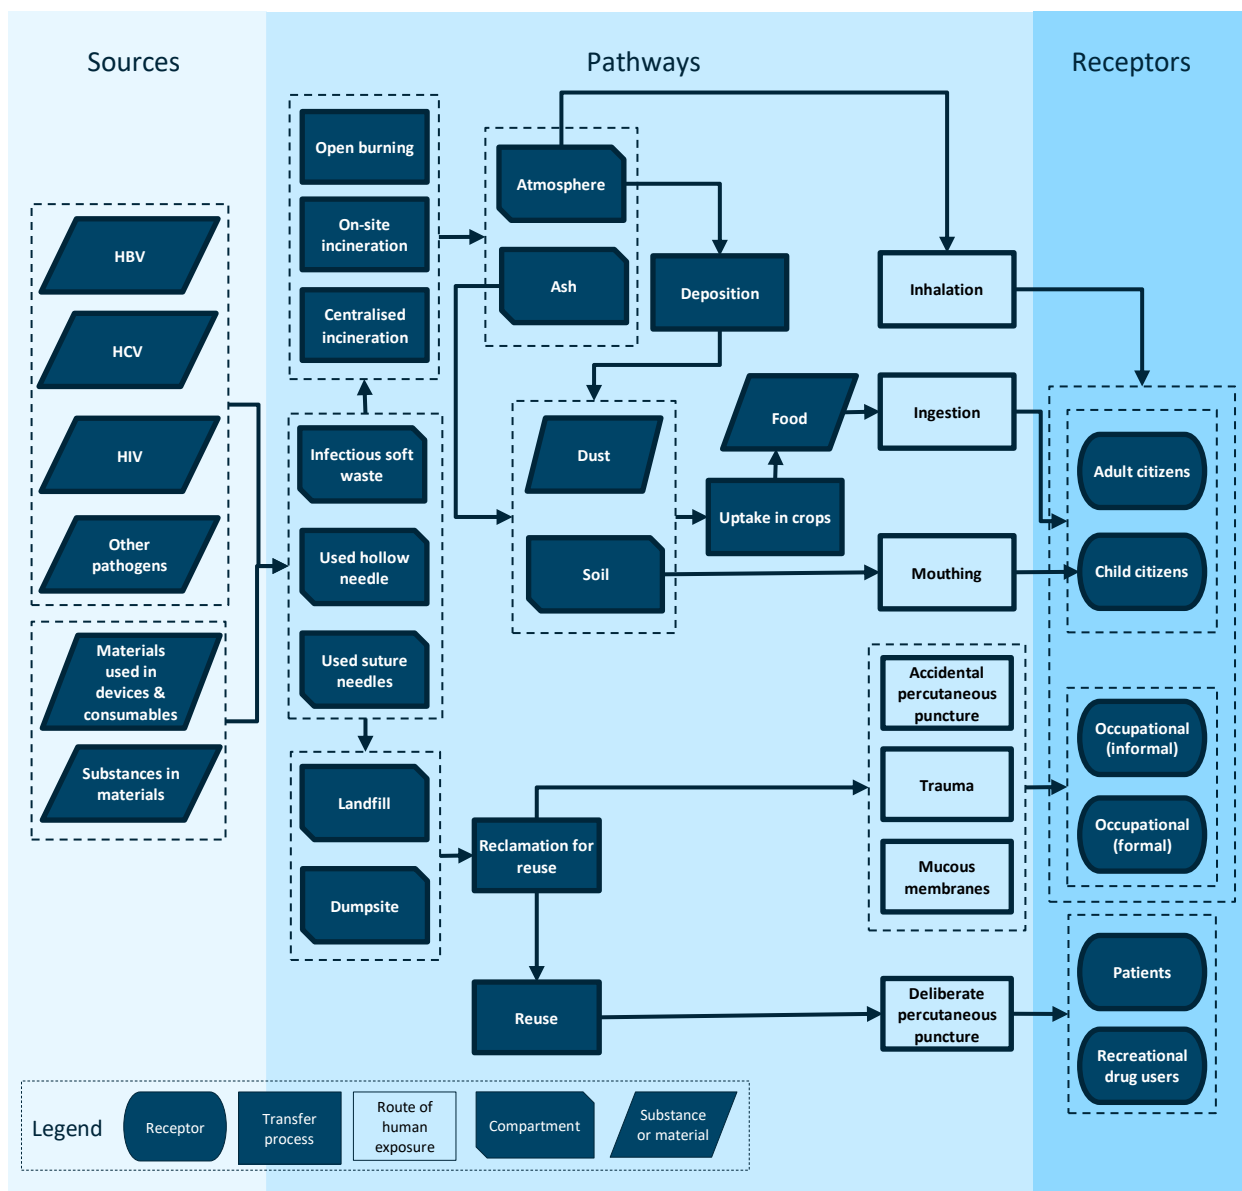 Sources
Pathways
Receptors
HBV
HCV
HIV
Other
pathogens
Materials
used in
devices &
consumables
Substances in
materials
Open burning
On-site
incineration
Centralised
incineration
Infectious soft
waste
Used hollow
needle
Used suture
needles
Landfill
Dumpsite
Atmosphere
Ash
Deposition
Dust
Soil
Uptake in crops
Food
Reclamation for
reuse
Reuse
Inhalation
Ingestion
Mouthing
Accidental
percutaneous
puncture
Trauma
Mucous
membranes
Deliberate
percutaneous
puncture
Adult citizens
Child citizens
Occupational
(informal)
Occupational
(formal)
Patients
Recreational
drug users
Legend
Receptor
Transfer
process
Route of
human
exposure
Compartment
Substance
or material